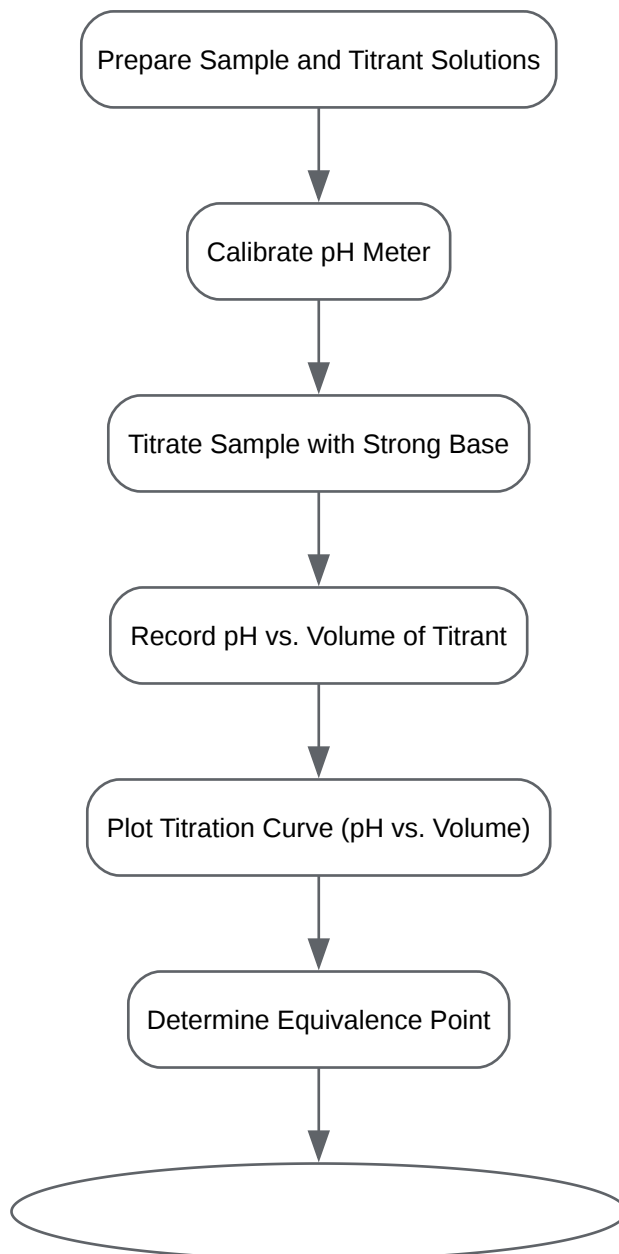 Prepare Sample and Titrant Solutions
Calibrate pH Meter
Titrate Sample with Strong Base
Record pH vs. Volume of Titrant
Plot Titration Curve (pH vs. Volume)
Determine Equivalence Point